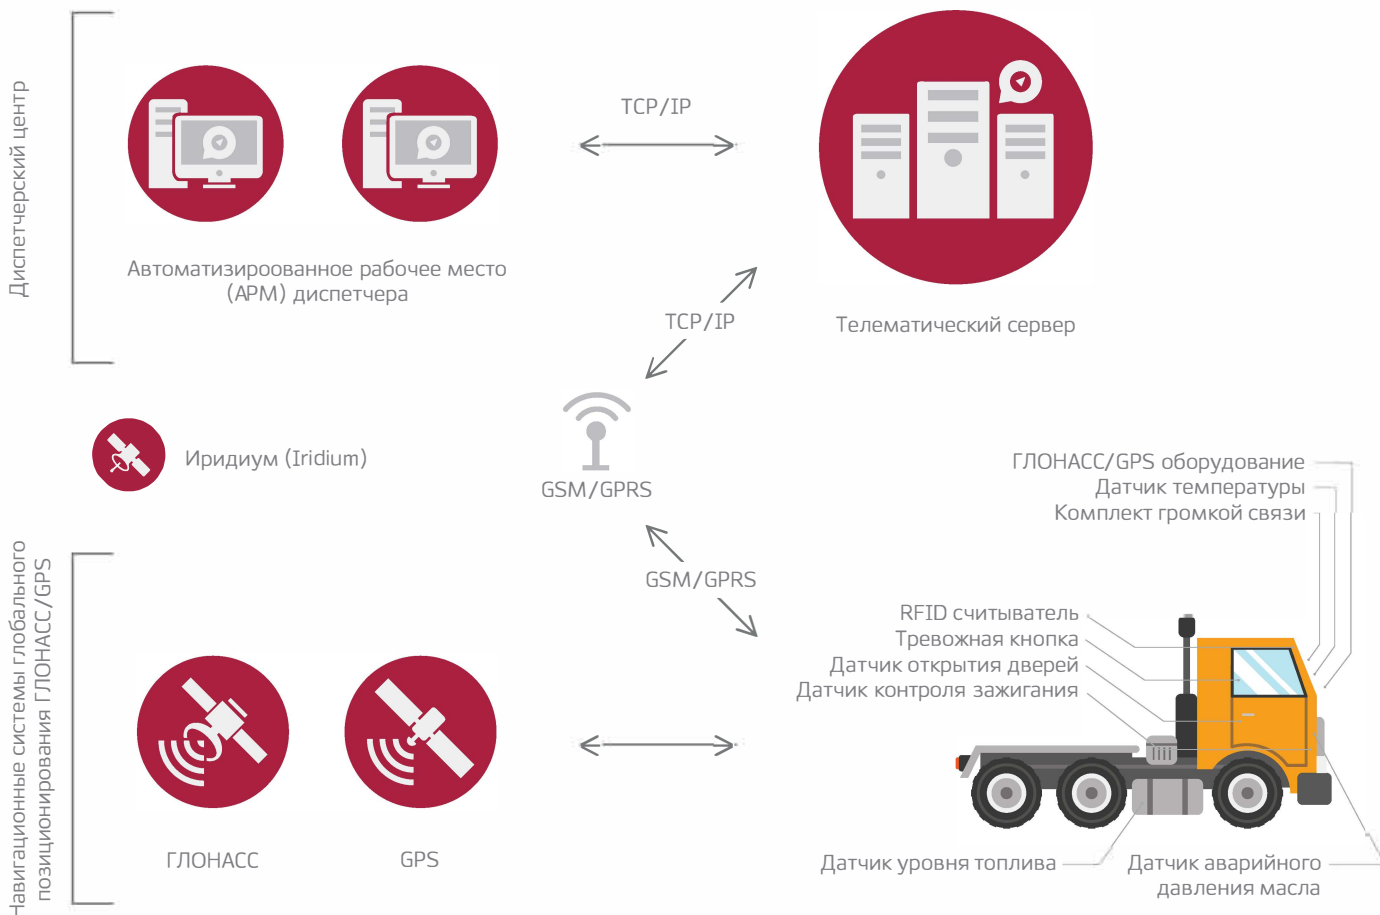 Диспетчерский центр
TCP/IP
Автоматизироованное рабочее место
(АРМ) диспетчера
TCP/IP
Телематический сервер
Иридиум (Iridium)
GSM/GPRS
ГЛОНАСС/GPS оборудование
Датчик температуры
Комплект громкой связи
Навигационные системы глобального
позиционирования ГЛОНАСС/GPS
GSM/GPRS
RFID считыватель
Тревожная кнопка
Датчик открытия дверей
Датчик контроля зажигания
ГЛОНАСС
GPS
Датчик уровня топлива
Датчик аварийного
давления масла